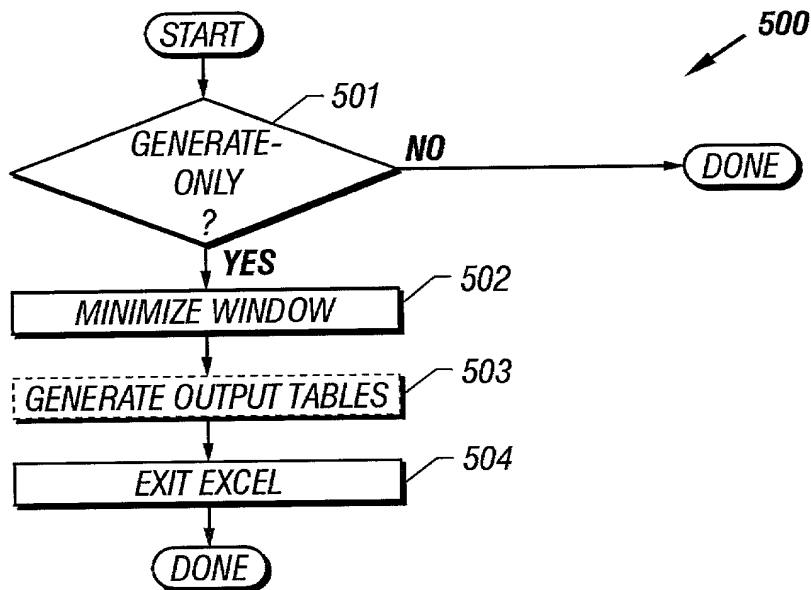 START
500
501
GENERATE-
ONLY
?
NO
DONE
YES
502
MINIMIZE WINDOW
503
GENERATE OUTPUT TABLES
504
EXIT EXCEL
DONE